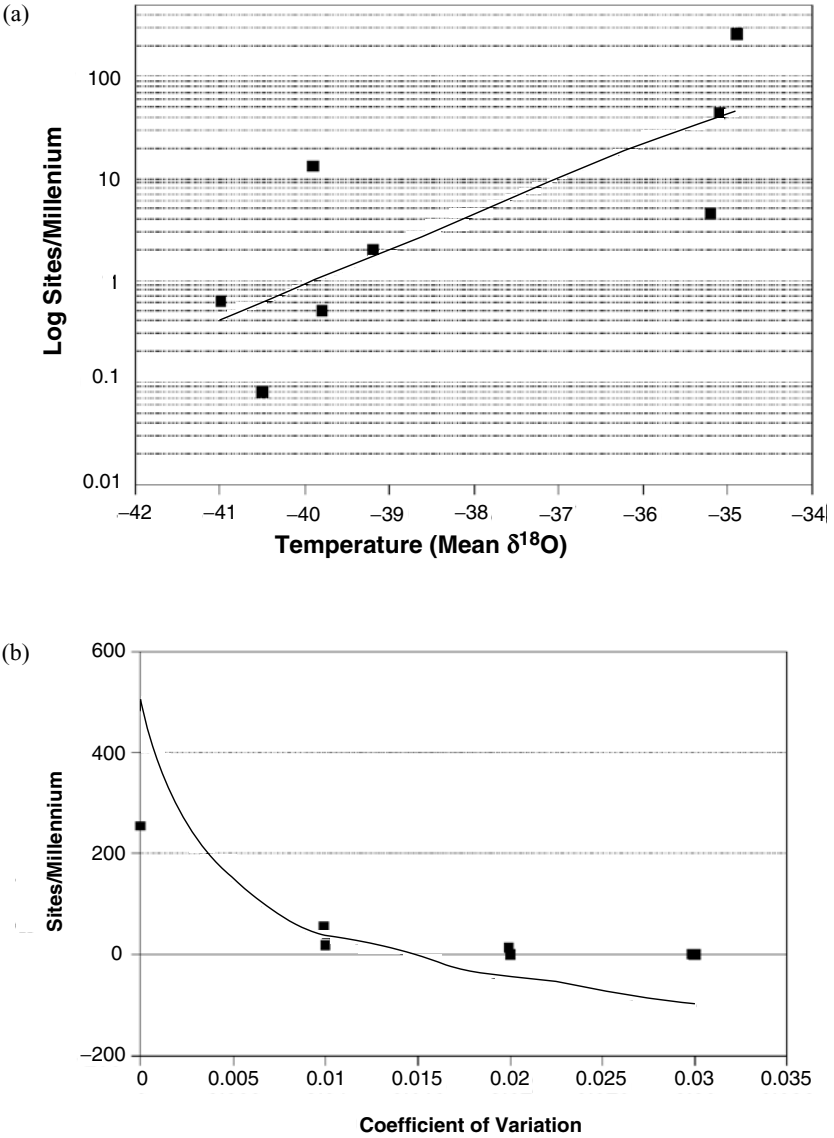 (a)
100
10
1
0.1
0.01
Log Sites/Millenium
–42 –41 –40 –39 –38 –37 –36 –35 –34
Temperature (Mean δ18O)
(b)
600
400
200
0
–200
Sites/Millennium
0 0.005 0.01 0.015 0.02 0.025 0.03 0.035
Coefficient of Variation